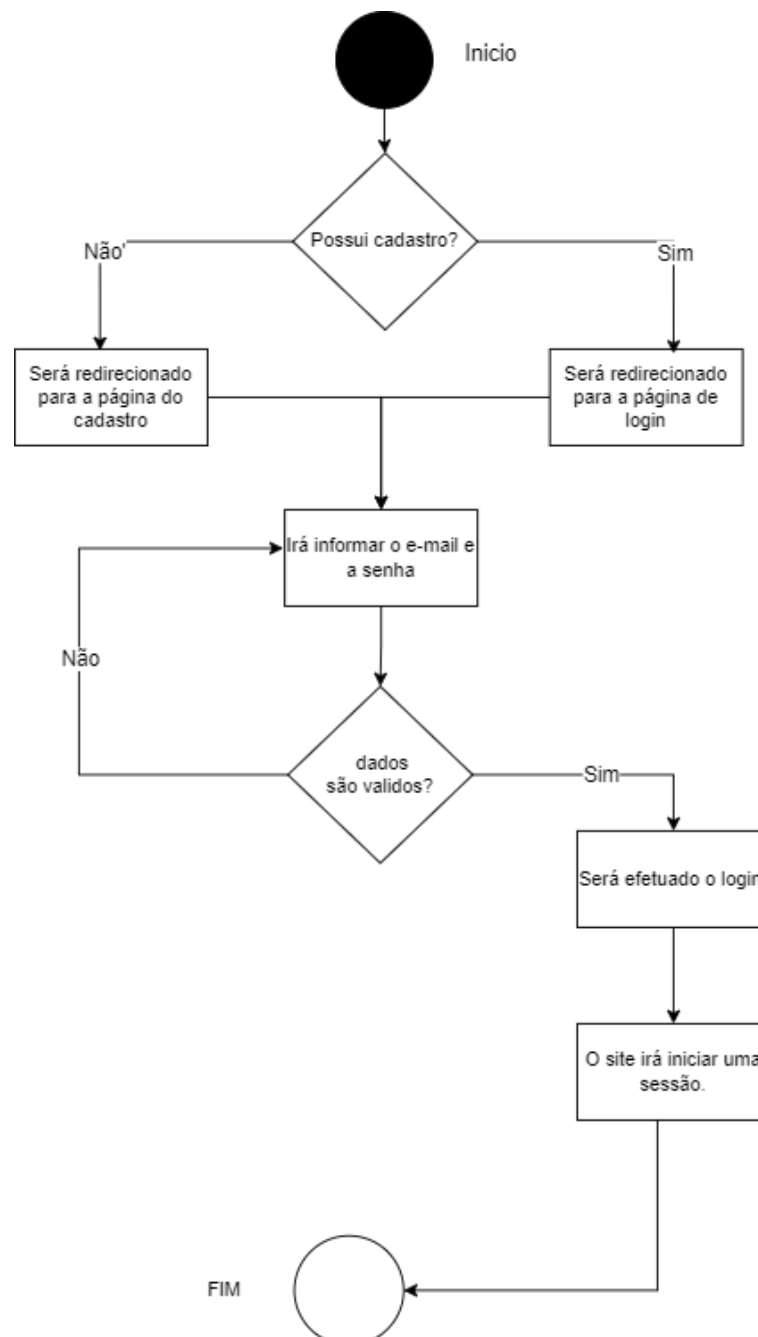 Inicio
Possui cadastro?
Não'
Sim
Será redirecionado
para a página do
cadastro
Será redirecionado
para a página de
login
Irá informar o e-mail e
a senha
Não
dados
são validos?
Sim
Será efetuado o login
O site irá iniciar uma
sessão.
FIM